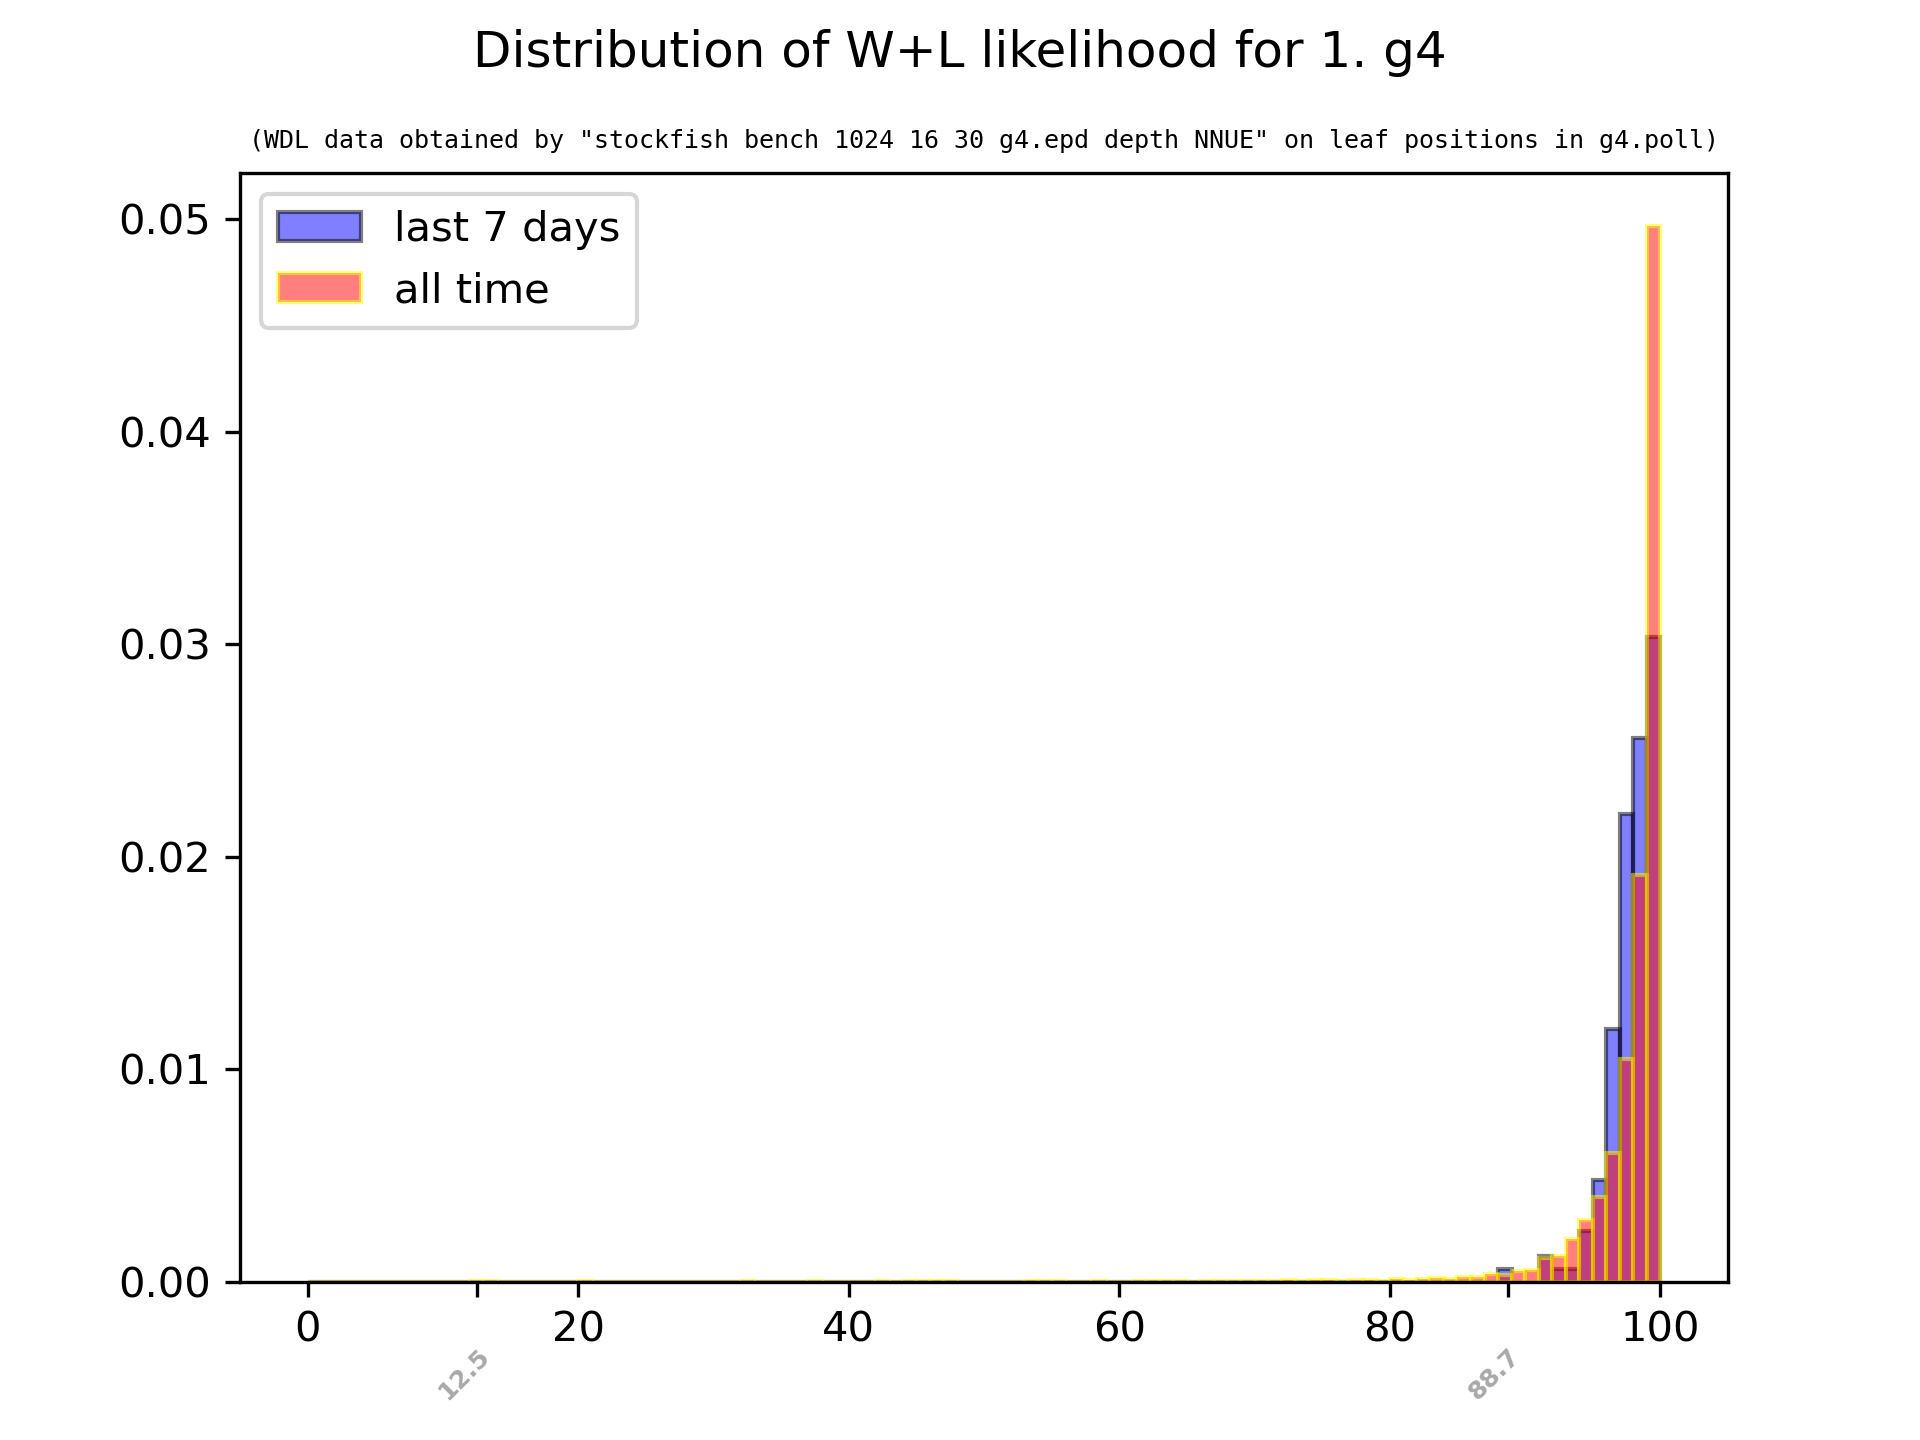 Distribution of W+L likelihood for 1. g4
(WDL data obtained by "stockfish bench 1024 16 30 g4.epd depth NNUE" on leaf positions in g4.poll)
last 7 days
all time
0.05
0.04
0.03
0.02
0.01
0.00
0 20 40 60 80 100
12.5 88.7